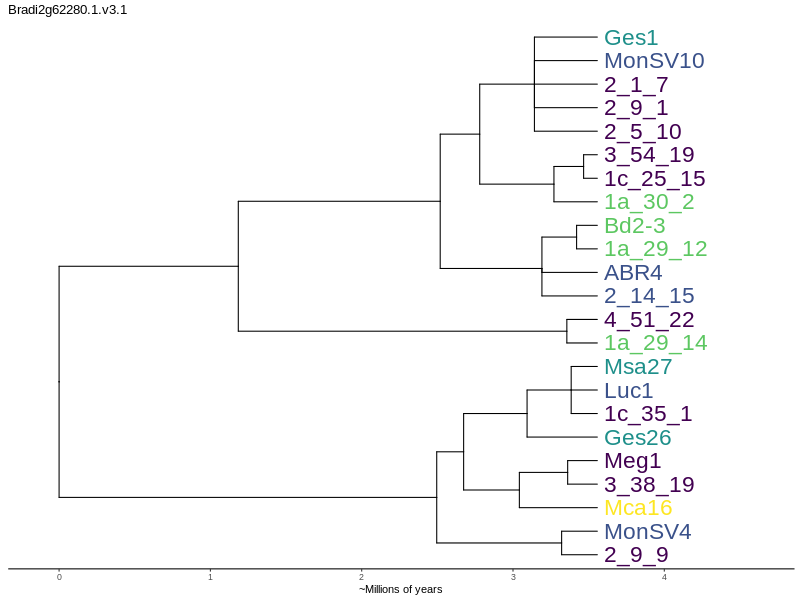 Bradi2g62280.1.v3.1
Ges1
MonSV10
2_1_7
2_9_1
2_5_10
3_54_19
1c_25_15
1a_30_2
Bd2-3
1a_29_12
ABR4
2_14_15
4_51_22
1a_29_14
Msa27
Luc1
1c_35_1
Ges26
Meg1
3_38_19
Mca16
MonSV4
2_9_9
0 1 2 3 4
~Millions of years